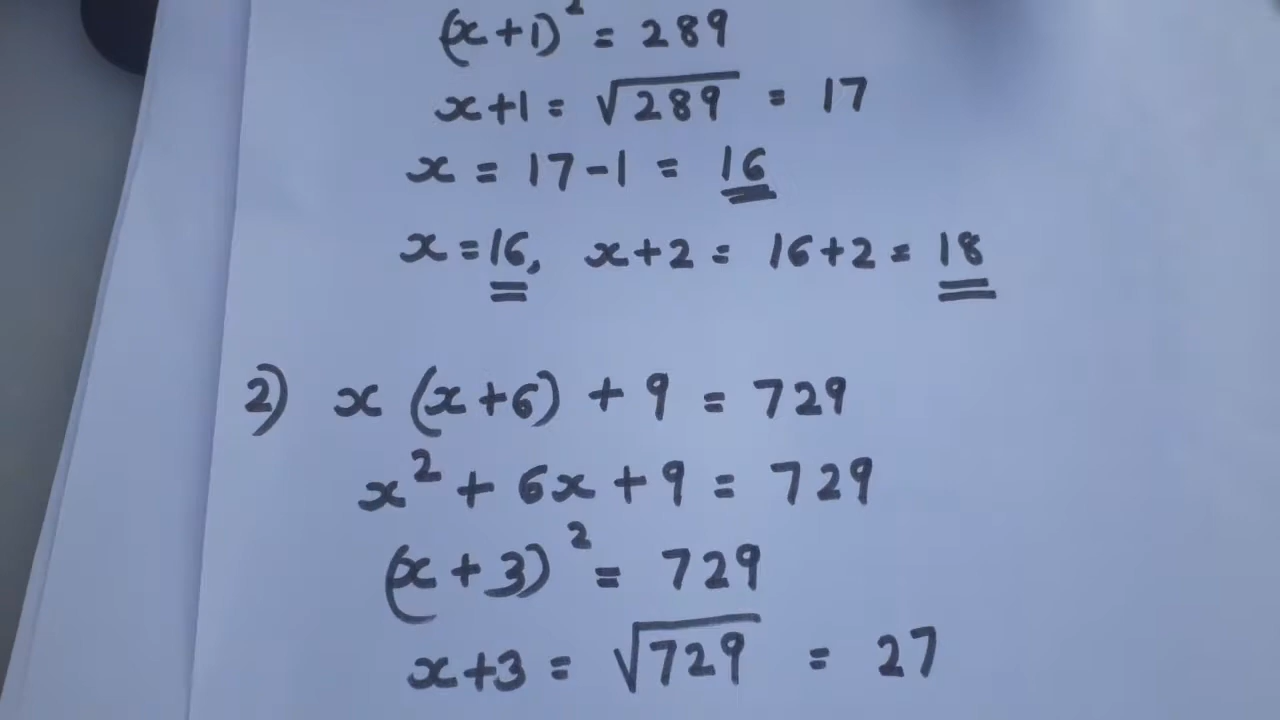 (x+1)² = 289
x+1 = √289 = 17
x = 17-1 = 16
x = 16, x+2 = 16+2 = 18
2) x (x+6) + 9 = 729
x² + 6x + 9 = 729
(x+3)² = 729
x+3 = √729 = 27